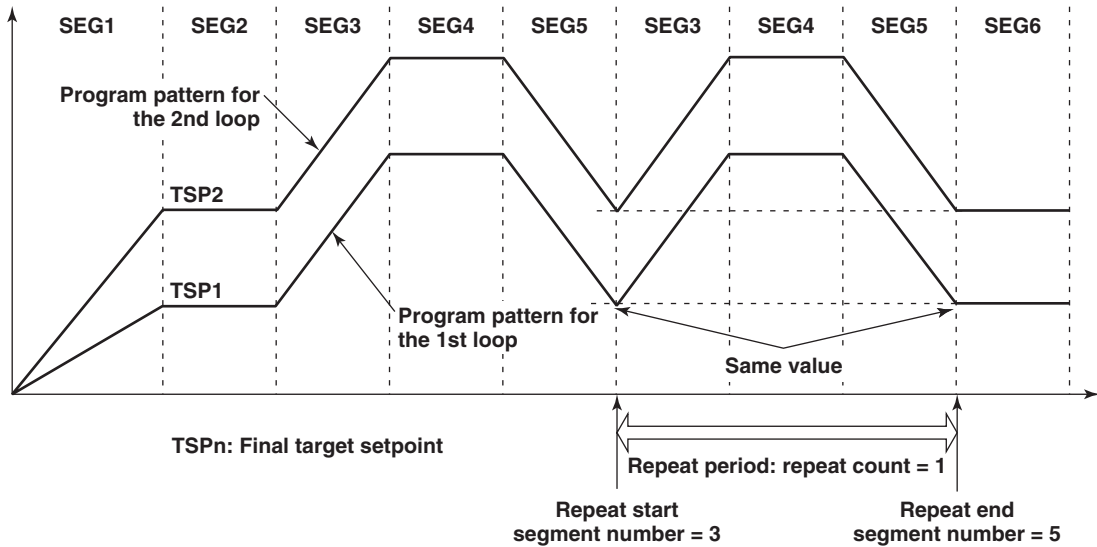 SEG1 SEG2 SEG3 SEG4 SEG5 SEG3 SEG4 SEG5 SEG6
Program pattern for
the 2nd loop
TSP2
TSP1
Program pattern for
the 1st loop
Same value
TSPn: Final target setpoint
Repeat period: repeat count = 1
Repeat start
segment number = 3
Repeat end
segment number = 5